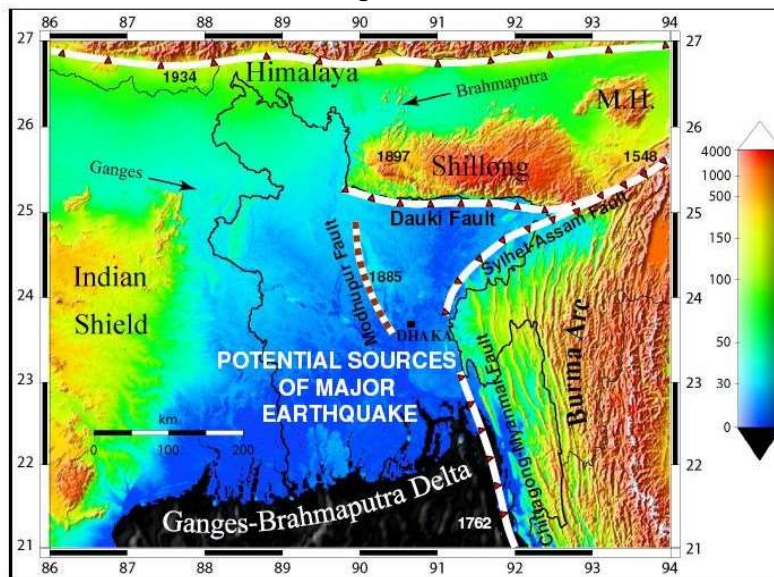 86 87 88 89 90 91 92 93 94
27 27
1934
Himalaya
Brahmaputra
M.H.
26 26
1897
Shillong
1548
Ganges
25 25
Dauki Fault
Sylhet-Assam Fault
Modhupur Fault
1885
Indian
Shield
24 24
DHAKA
POTENTIAL SOURCES
OF MAJOR
EARTHQUAKE
Burma Arc
Chittagong-Myanmar Fault
23 23
km.
0 100 200
22 22
Ganges-Brahmaputra Delta
1762
21 21
86 87 88 89 90 91 92 93 94
4000
1000
500
150
100
50
30
0